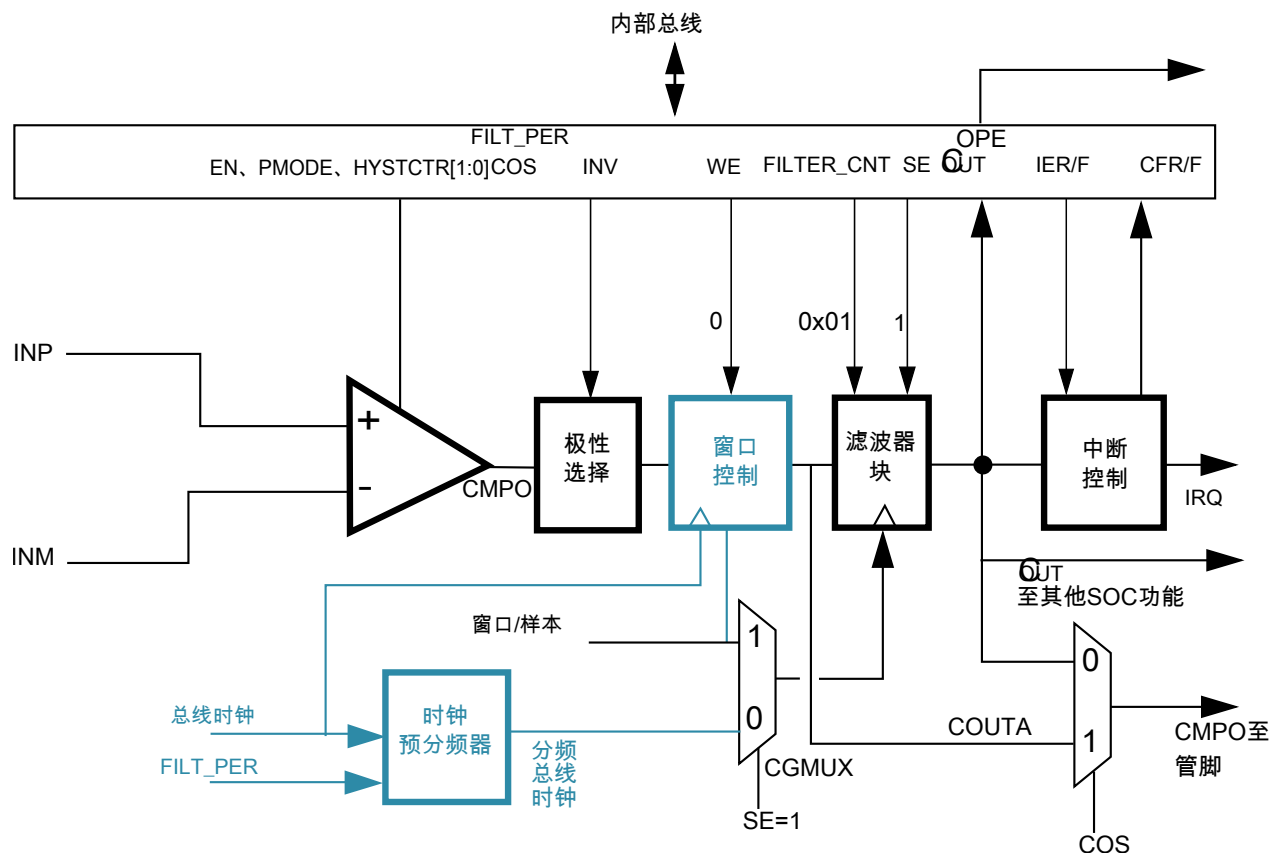 内部总线
FILT_PER
OPE
EN、PMODE、HYSTCTR[1:0]COS
INV
WE
FILTER_CNT
SE
COUT
IER/F
CFR/F
0
0x01
1
INP
+
-
INM
CMPO
极性
选择
窗口
控制
滤波器
块
中断
控制
IRQ
COUT
至其他SOC功能
窗口/样本
1
0
CGMUX
SE=1
总线时钟
FILT_PER
时钟
预分频器
分频
总线
时钟
COUTA
0
1
COS
CMPO至
管脚